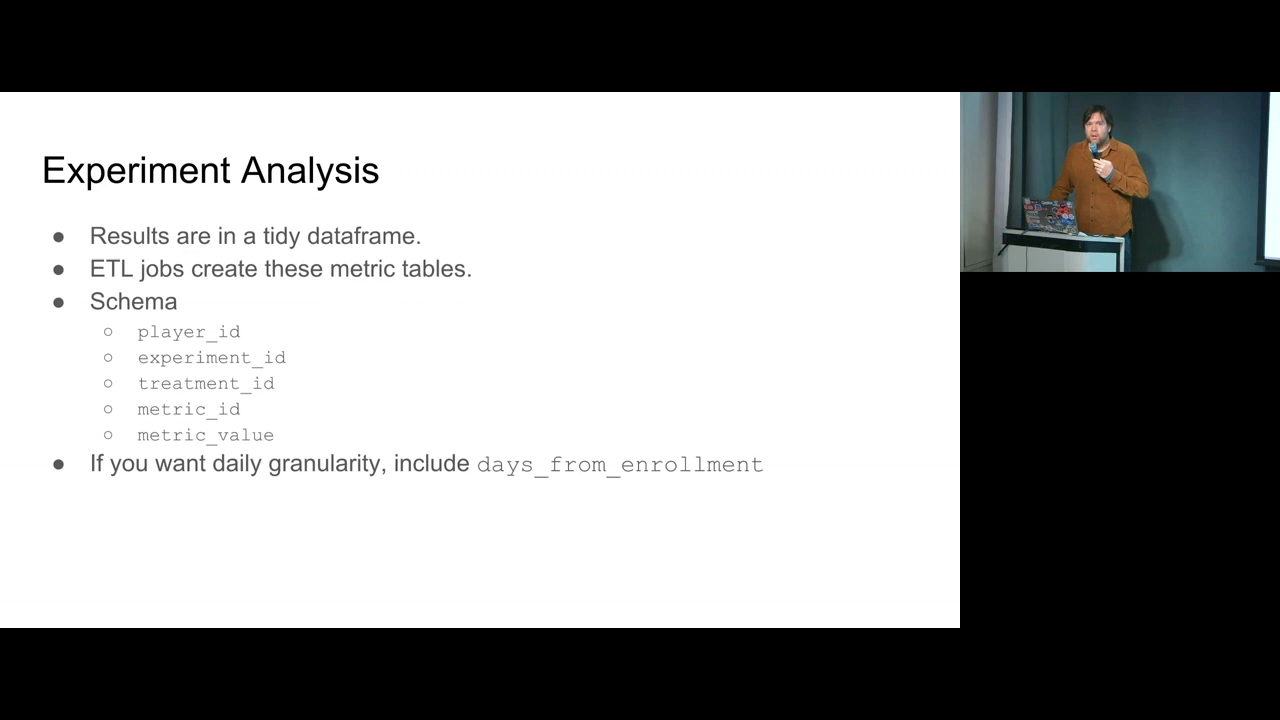 Experiment Analysis
● Results are in a tidy dataframe.
● ETL jobs create these metric tables.
● Schema
○ player_id
○ experiment_id
○ treatment_id
○ metric_id
○ metric_value
● If you want daily granularity, include days_from_enrollment